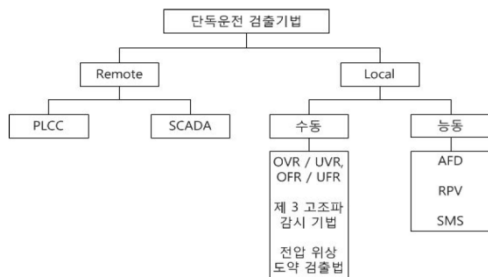 단독운전 검출기법
Remote
Local
PLCC
SCADA
수동
능동
OVR / UVR,
OFR / UFR
제 3 고조파
감시 기법
전압 위상
도약 검출법
AFD
RPV
SMS